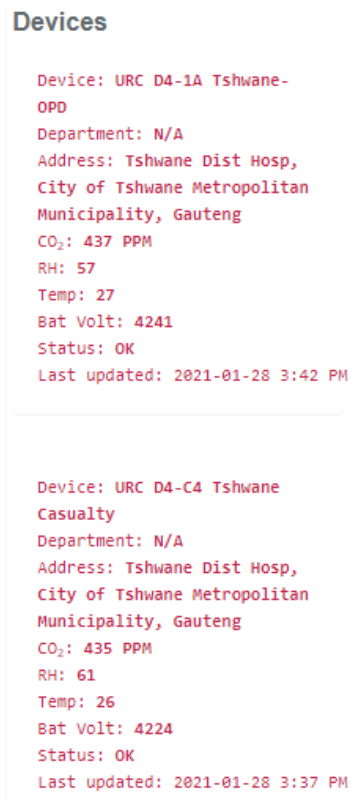 Devices
Device: URC D4-1A Tshwane-
OPD
Department: N/A
Address: Tshwane Dist Hosp,
City of Tshwane Metropolitan
Municipality, Gauteng
CO₂: 437 PPM
RH: 57
Temp: 27
Bat Volt: 4241
Status: OK
Last updated: 2021-01-28 3:42 PM
Device: URC D4-C4 Tshwane
Casualty
Department: N/A
Address: Tshwane Dist Hosp,
City of Tshwane Metropolitan
Municipality, Gauteng
CO₂: 435 PPM
RH: 61
Temp: 26
Bat Volt: 4224
Status: OK
Last updated: 2021-01-28 3:37 PM